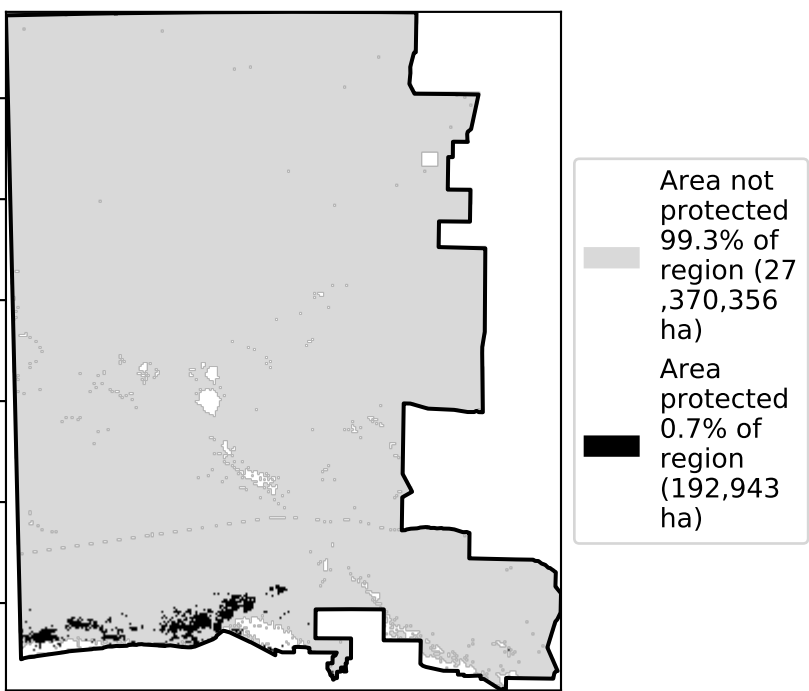 Area not
protected
99.3% of
region (27
,370,356
ha)
Area
protected
0.7% of
region
(192,943
ha)